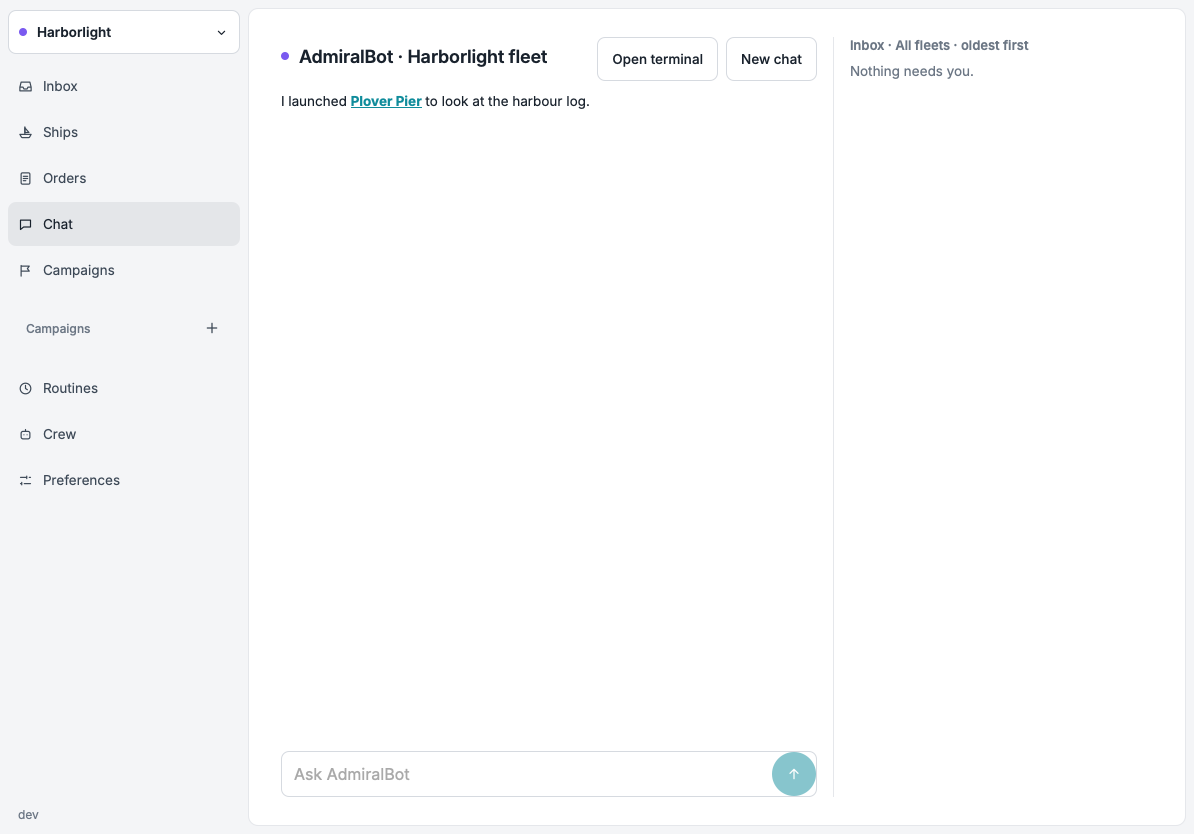 Harborlight
Inbox
Ships
Orders
Chat
Campaigns
Campaigns
Routines
Crew
Preferences
dev
AdmiralBot · Harborlight fleet
Open terminal
New chat
I launched Plover Pier to look at the harbour log.
Ask AdmiralBot
Inbox · All fleets · oldest first
Nothing needs you.